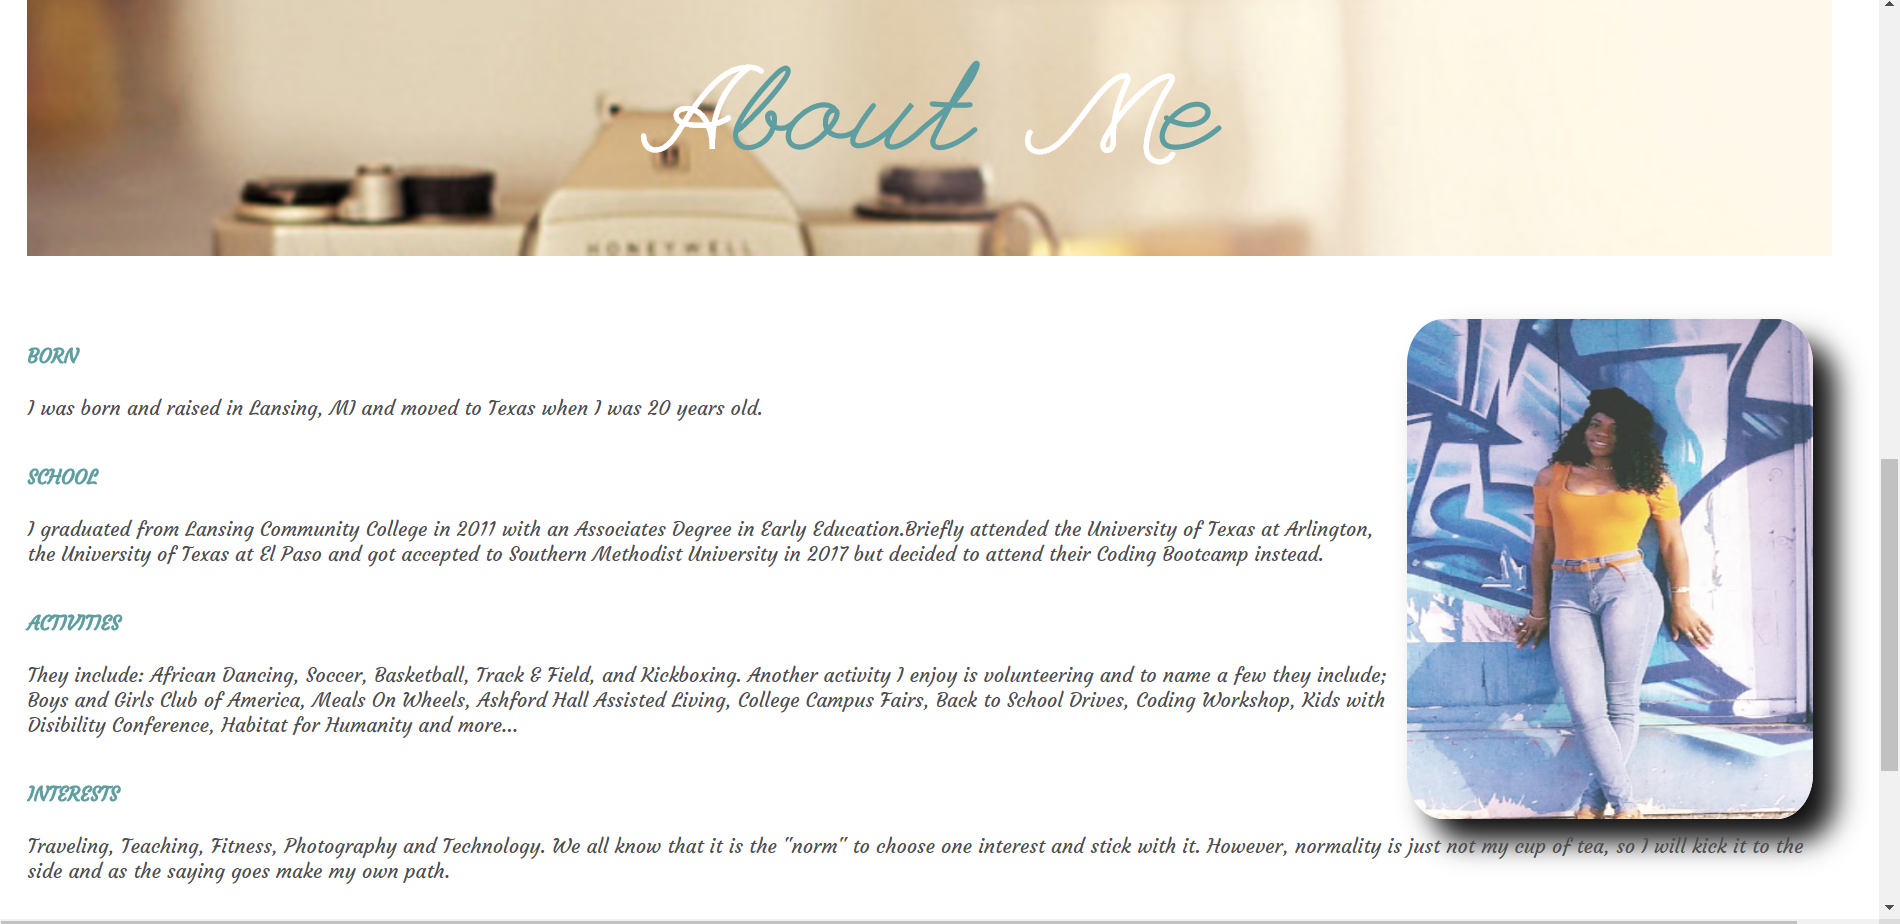 About Me
HONEYWELL
BORN
I was born and raised in Lansing, MI and moved to Texas when I was 20 years old.
SCHOOL
I graduated from Lansing Community College in 2011 with an Associates Degree in Early Education.Briefly attended the University of Texas at Arlington,
the University of Texas at El Paso and got accepted to Southern Methodist University in 2017 but decided to attend their Coding Bootcamp instead.
ACTIVITIES
They include: African Dancing, Soccer, Basketball, Track & Field, and Kickboxing. Another activity I enjoy is volunteering and to name a few they include;
Boys and Girls Club of America, Meals On Wheels, Ashford Hall Assisted Living, College Campus Fairs, Back to School Drives, Coding Workshop, Kids with
Disibility Conference, Habitat for Humanity and more...
INTERESTS
Traveling, Teaching, Fitness, Photography and Technology. We all know that it is the "norm" to choose one interest and stick with it. However, normality is just not my cup of tea, so I will kick it to the
side and as the saying goes make my own path.